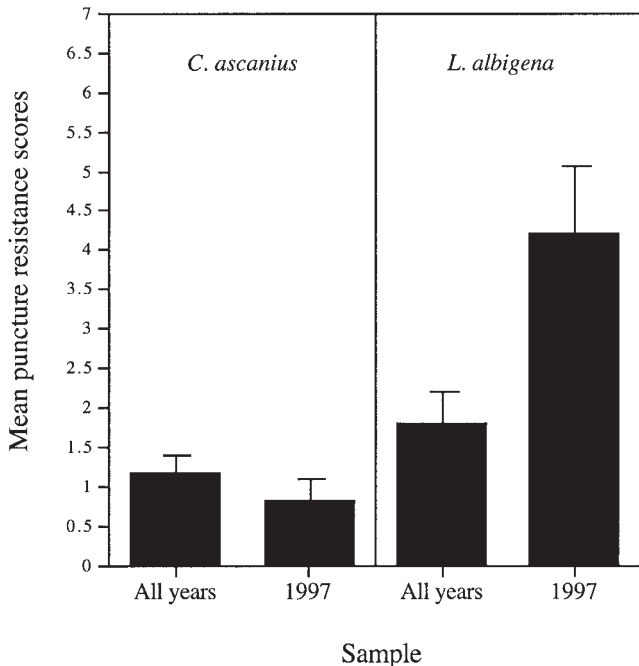 C. ascanius
L. albigena
Mean puncture resistance scores
7
6.5
6
5.5
5
4.5
4
3.5
3
2.5
2
1.5
1
0.5
0
All years
1997
All years
1997
Sample